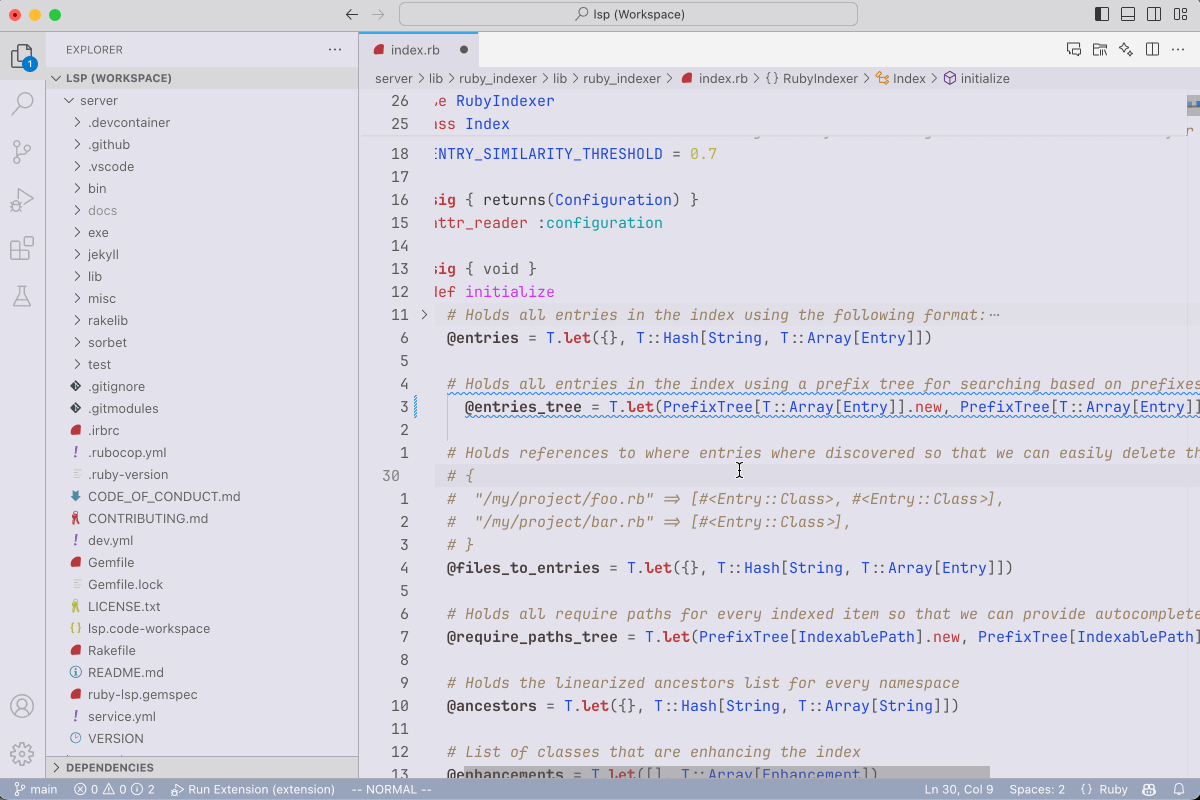 lsp (Workspace)
1
EXPLORER
LSP (WORKSPACE)
server
.devcontainer
.github
.vscode
bin
docs
exe
jekyll
lib
misc
rakelib
sorbet
test
.gitignore
.gitmodules
.irbrc
.rubocop.yml
.ruby-version
CODE_OF_CONDUCT.md
CONTRIBUTING.md
dev.yml
Gemfile
Gemfile.lock
LICENSE.txt
lsp.code-workspace
Rakefile
README.md
ruby-lsp.gemspec
service.yml
VERSION
DEPENDENCIES
index.rb
server > lib > ruby_indexer > lib > ruby_indexer > index.rb > {} RubyIndexer > Index > initialize
26 le RubyIndexer
25 ass Index
18 ENTRY_SIMILARITY_THRESHOLD = 0.7
17
16 sig { returns(Configuration) }
15 attr_reader :configuration
14
13 sig { void }
12 def initialize
11 # Holds all entries in the index using the following format:⋯
6 @entries = T.let({}, T::Hash[String, T::Array[Entry]])
5
4 # Holds all entries in the index using a prefix tree for searching based on prefixes
3 @entries_tree = T.let(PrefixTree[T::Array[Entry]].new, PrefixTree[T::Array[Entry]]
2
1 # Holds references to where entries where discovered so that we can easily delete th
30 # {
1 #  "/my/project/foo.rb" => [#<Entry::Class>, #<Entry::Class>],
2 #  "/my/project/bar.rb" => [#<Entry::Class>],
3 # }
4 @files_to_entries = T.let({}, T::Hash[String, T::Array[Entry]])
5
6 # Holds all require paths for every indexed item so that we can provide autocomplete
7 @require_paths_tree = T.let(PrefixTree[IndexablePath].new, PrefixTree[IndexablePath]
8
9 # Holds the linearized ancestors list for every namespace
10 @ancestors = T.let({}, T::Hash[String, T::Array[String]])
11
12 # List of classes that are enhancing the index
13 @enhancements = T.let([], T::Array[Enhancement])
main 0 0 2 Run Extension (extension) -- NORMAL -- Ln 30, Col 9 Spaces: 2 {} Ruby